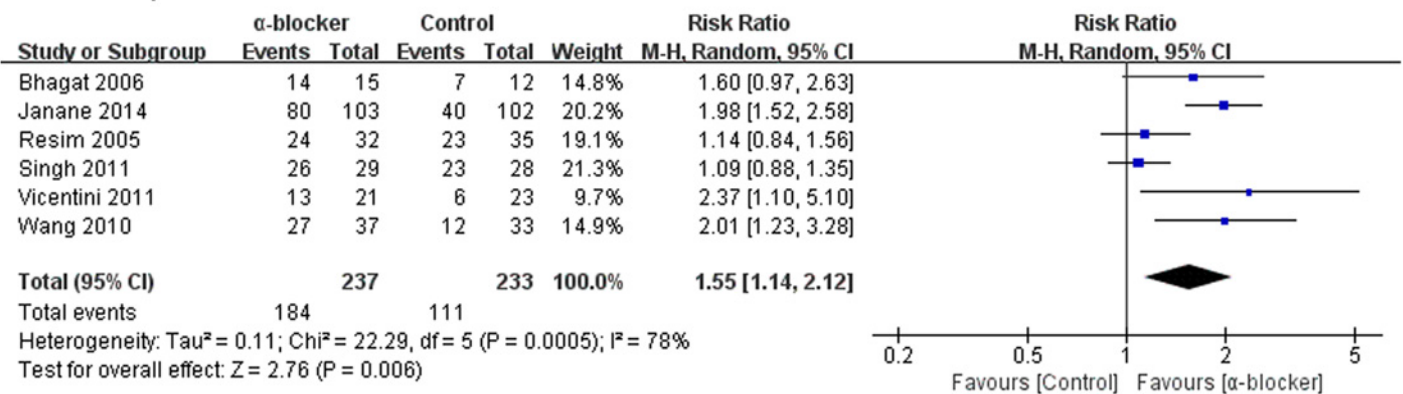 α-blocker Control Risk Ratio Risk Ratio
Study or Subgroup Events Total Events Total Weight M-H, Random, 95% CI M-H, Random, 95% CI
Bhagat 2006 14 15 7 12 14.8% 1.60 [0.97, 2.63]
Janane 2014 80 103 40 102 20.2% 1.98 [1.52, 2.58]
Resim 2005 24 32 23 35 19.1% 1.14 [0.84, 1.56]
Singh 2011 26 29 23 28 21.3% 1.09 [0.88, 1.35]
Vicentini 2011 13 21 6 23 9.7% 2.37 [1.10, 5.10]
Wang 2010 27 37 12 33 14.9% 2.01 [1.23, 3.28]
Total (95% CI) 237 233 100.0% 1.55 [1.14, 2.12]
Total events 184 111
Heterogeneity: Tau² = 0.11; Chi² = 22.29, df = 5 (P = 0.0005); I² = 78%
Test for overall effect: Z = 2.76 (P = 0.006)
0.2 0.5 1 2 5
Favours [Control] Favours [α-blocker]